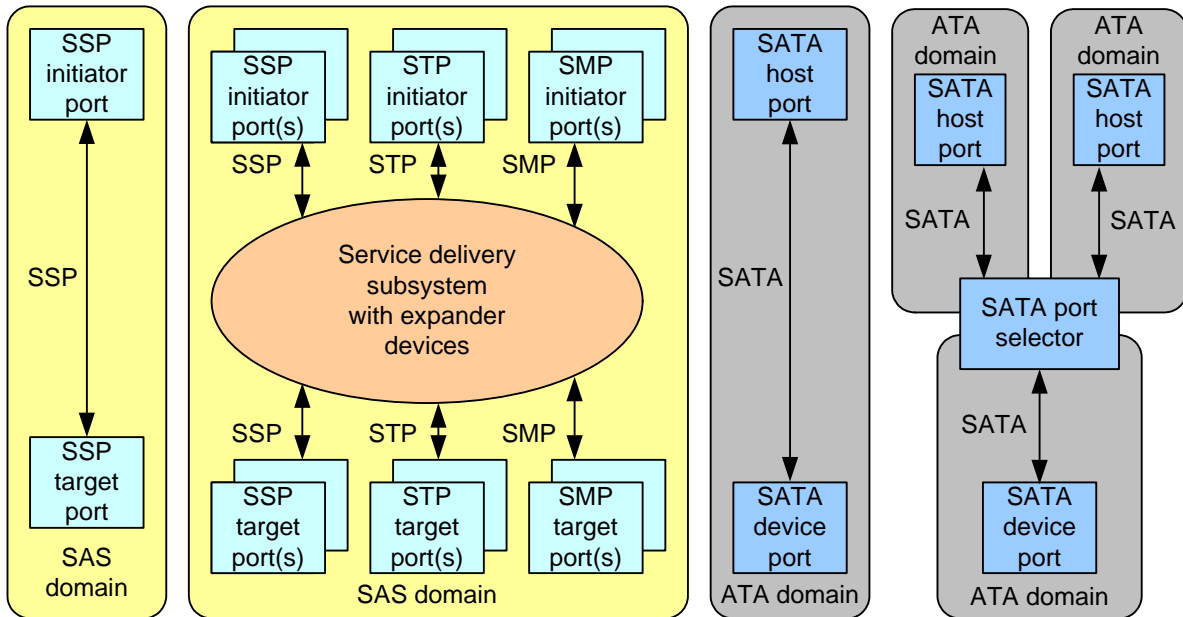 SSP
initiator
port
SSP
SSP
target
port
SAS
domain
SSP
initiator
port(s)
STP
initiator
port(s)
SMP
initiator
port(s)
SSP
STP
SMP
Service delivery
subsystem
with expander
devices
SSP
STP
SMP
SSP
target
port(s)
STP
target
port(s)
SMP
target
port(s)
SAS domain
SATA
host
port
SATA
SATA
device
port
ATA domain
ATA
domain
SATA
host
port
SATA
ATA
domain
SATA
host
port
SATA
SATA port
selector
SATA
SATA
device
port
ATA domain